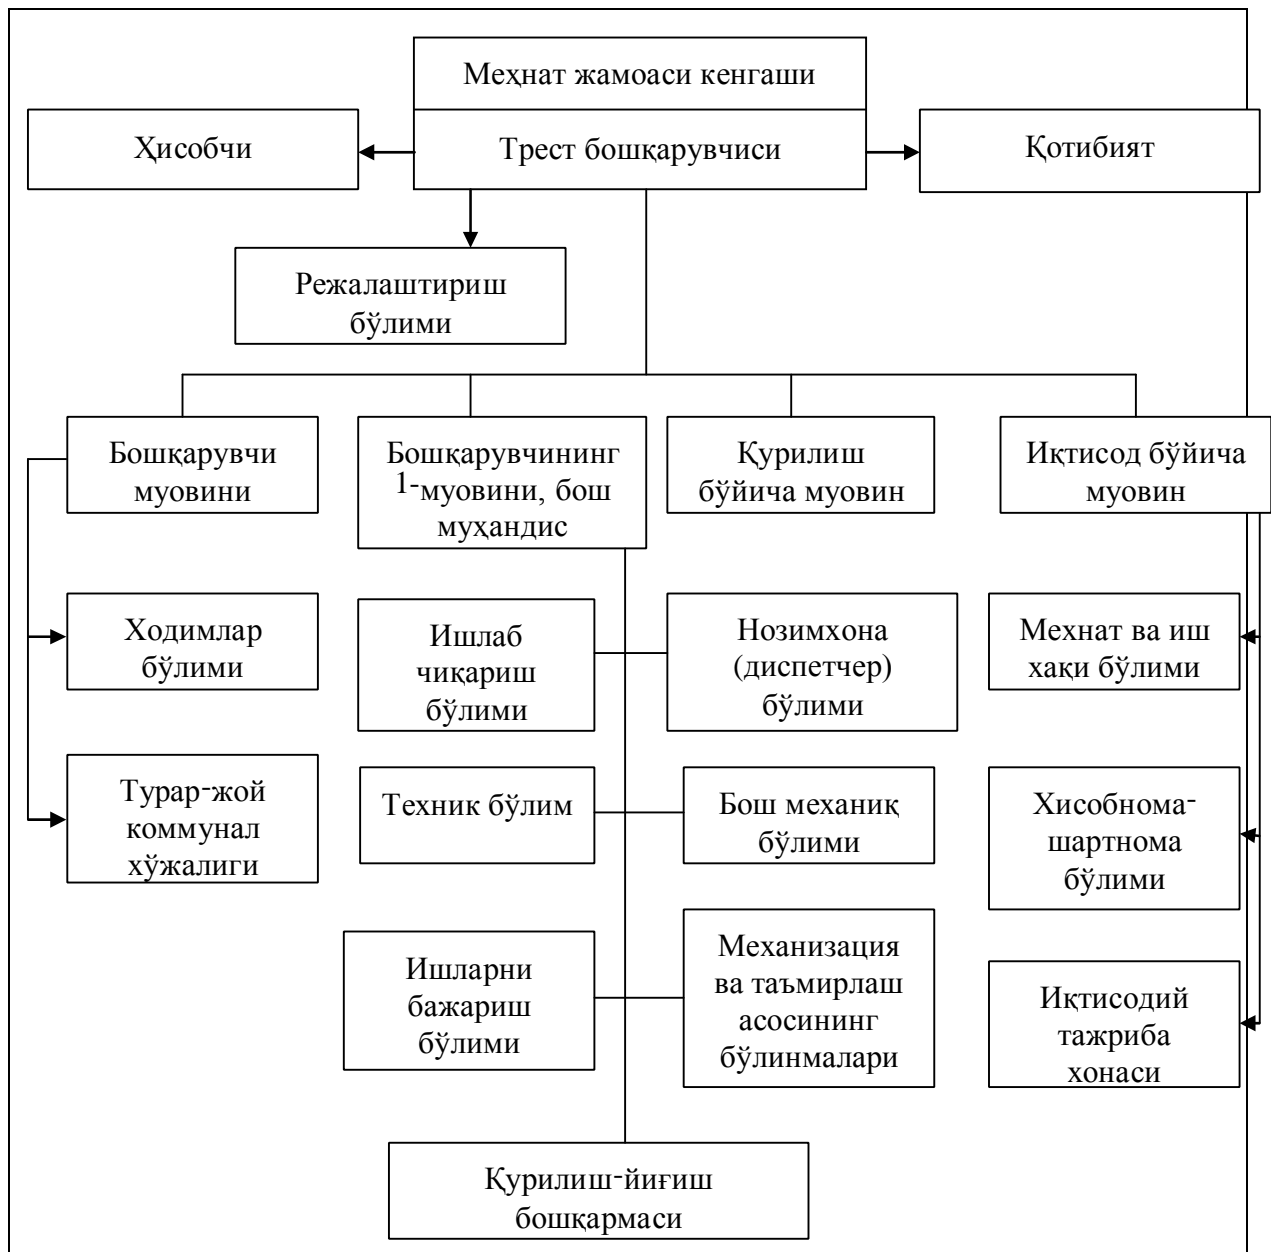 Меҳнат жамоаси кенгаши
Ҳисобчи
Трест бошқарувчиси
Қотибият
Режалаштириш
бўлими
Бошқарувчи
муовини
Бошқарувчининг
1-муовини, бош
муҳандис
Қурилиш
бўйича муовин
Иқтисод бўйича
муовин
Ходимлар
бўлими
Ишлаб
чиқариш
бўлими
Нозимхона
(диспетчер)
бўлими
Мехнат ва иш
хақи бўлими
Турар-жой
коммунал
хўжалиги
Техник бўлим
Бош механиқ
бўлими
Хисобнома-
шартнома
бўлими
Ишларни
бажариш
бўлими
Механизация
ва таъмирлаш
асосининг
бўлинмалари
Иқтисодий
тажриба
хонаси
Қурилиш-йиғиш
бошқармаси